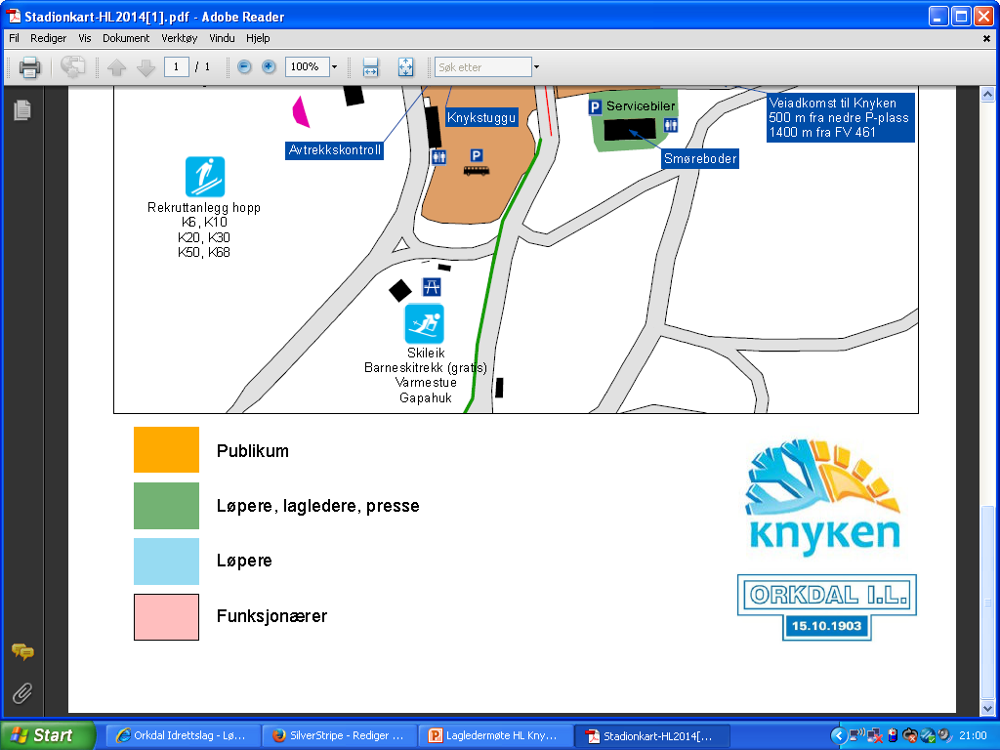 Stadionkart-HL2014[1].pdf - Adobe Reader
Fil Rediger Vis Dokument Verktøy Vindu Hjelp
1 / 1 100% Søk etter
Servicebiler
Veiadkomst til Knyken
500 m fra nedre P-plass
1400 m fra FV 461
Knykstuggu
Avtrekkskontroll
Smøreboder
P
P
Rekruttanlegg hopp
K6, K10
K20, K30
K50, K68
Skileik
Barneskitrekk (gratis)
Varmestue
Gapahuk
Publikum
Løpere, lagledere, presse
Løpere
Funksjonærer
knyken
ORKDAL I.L.
15.10.1903
Start
Orkdal Idrettslag - Lø...
SilverStripe - Rediger ...
Lagledermøte HL Kny...
Stadionkart-HL2014[...
21:00